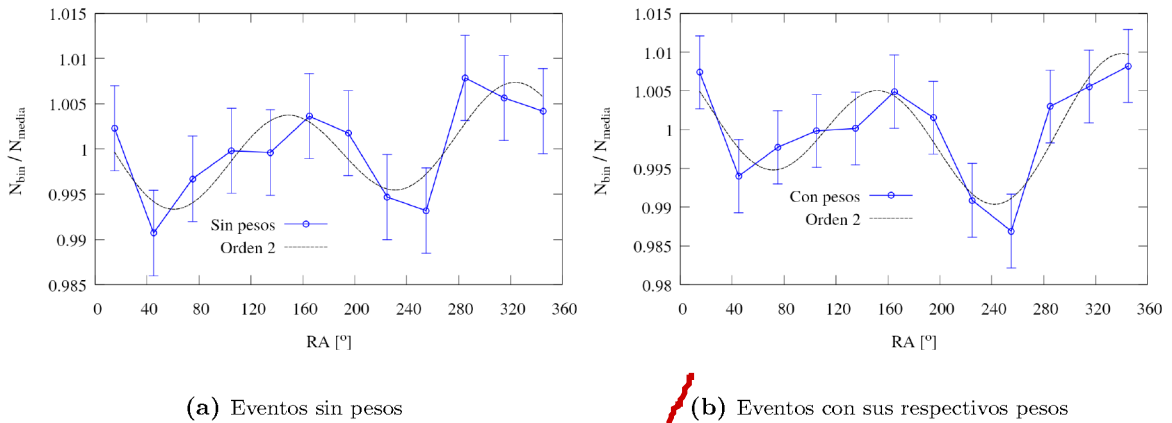 1.015
1.01
1.005
1
0.995
0.99
0.985
N_bin / N_media
Sin pesos
Orden 2
0 40 80 120 160 200 240 280 320 360
RA [º]
(a) Eventos sin pesos
1.015
1.01
1.005
1
0.995
0.99
0.985
0.98
N_bin / N_media
Con pesos
Orden 2
0 40 80 120 160 200 240 280 320 360
RA [º]
(b) Eventos con sus respectivos pesos